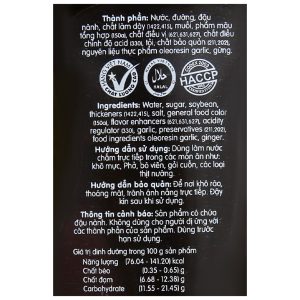 Thành phần: Nước, đường, đậu
nành, chất làm dày (1422,415), muối, phẩm màu
tổng hợp (150a), chất điều vị (621,631,627), chất điều
chỉnh độ acid (330), tỏi, chất bảo quản (211,202),
nguyên liệu thực phẩm oleoresin garlic, gừng.
HALAL
HACCP
Ingredients: Water, sugar, soybean,
thickeners (1422,415), salt, general food color
(150a), flavor enhancers (621,631,627), acidity
regulator (330) garlic, preservatives (211,202), food
ingredients oleoresin garlic, ginger.
Hướng dẫn sử dụng: Dùng làm nước
chấm trực tiếp trong các món ăn như:
khô mực, Phở, bò viên, gỏi cuốn, các loại
thịt nướng.
Hướng dẫn bảo quản: Để nơi khô ráo,
thoáng mát, tránh ánh nắng trực tiếp. Đậy
kín sau khi sử dụng.
Thông tin cảnh báo: Sản phẩm có chứa
đậu nành. Không dùng cho người dị ứng với
các thành phần của sản phẩm. Dùng trước
hạn sử dụng.
Giá trị dinh dưỡng trong 100 g sản phẩm
Năng lượng (76.04 - 141.20) kcal
Chất béo (0.35 - 0.65) g
Chất đạm (6.68 - 12.38) g
Carbohydrate (11.55 - 21.45) g